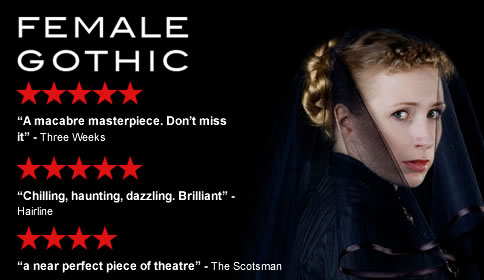 FEMALE
GOTHIC
“A macabre masterpiece. Don’t miss
it” - Three Weeks
“Chilling, haunting, dazzling. Brilliant” -
Hairline
“a near perfect piece of theatre” - The Scotsman